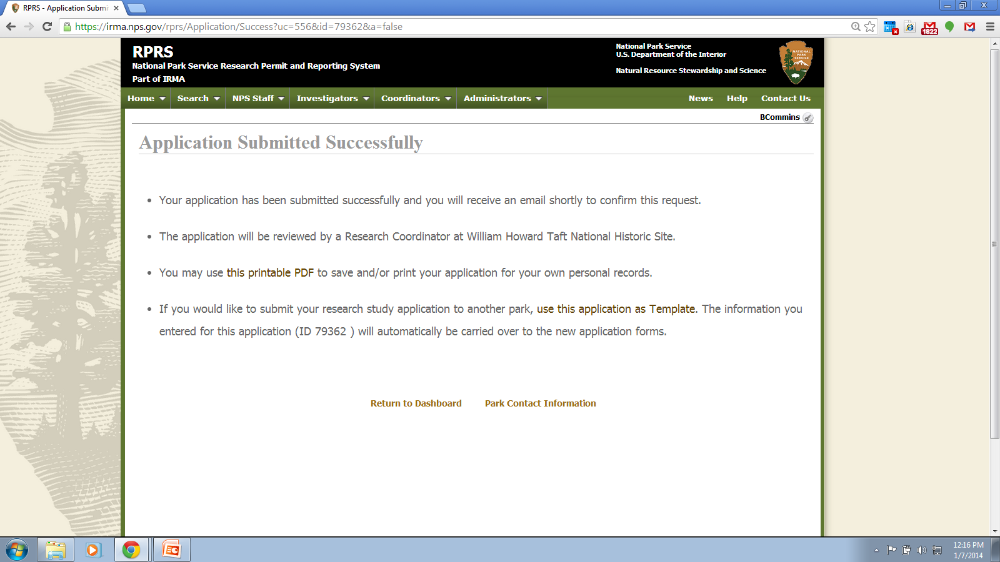 RPRS - Application Submi
https://irma.nps.gov/rprs/Application/Success?uc=556&id=79362&a=false
1822
RPRS
National Park Service Research Permit and Reporting System
Part of IRMA
National Park Service
U.S. Department of the Interior
Natural Resource Stewardship and Science
NATIONAL
PARK
SERVICE
Home Search NPS Staff Investigators Coordinators Administrators News Help Contact Us
BCommins
Application Submitted Successfully
• Your application has been submitted successfully and you will receive an email shortly to confirm this request.
• The application will be reviewed by a Research Coordinator at William Howard Taft National Historic Site.
• You may use this printable PDF to save and/or print your application for your own personal records.
• If you would like to submit your research study application to another park, use this application as Template. The information you
entered for this application (ID 79362 ) will automatically be carried over to the new application forms.
Return to Dashboard Park Contact Information
12:16 PM
1/7/2014